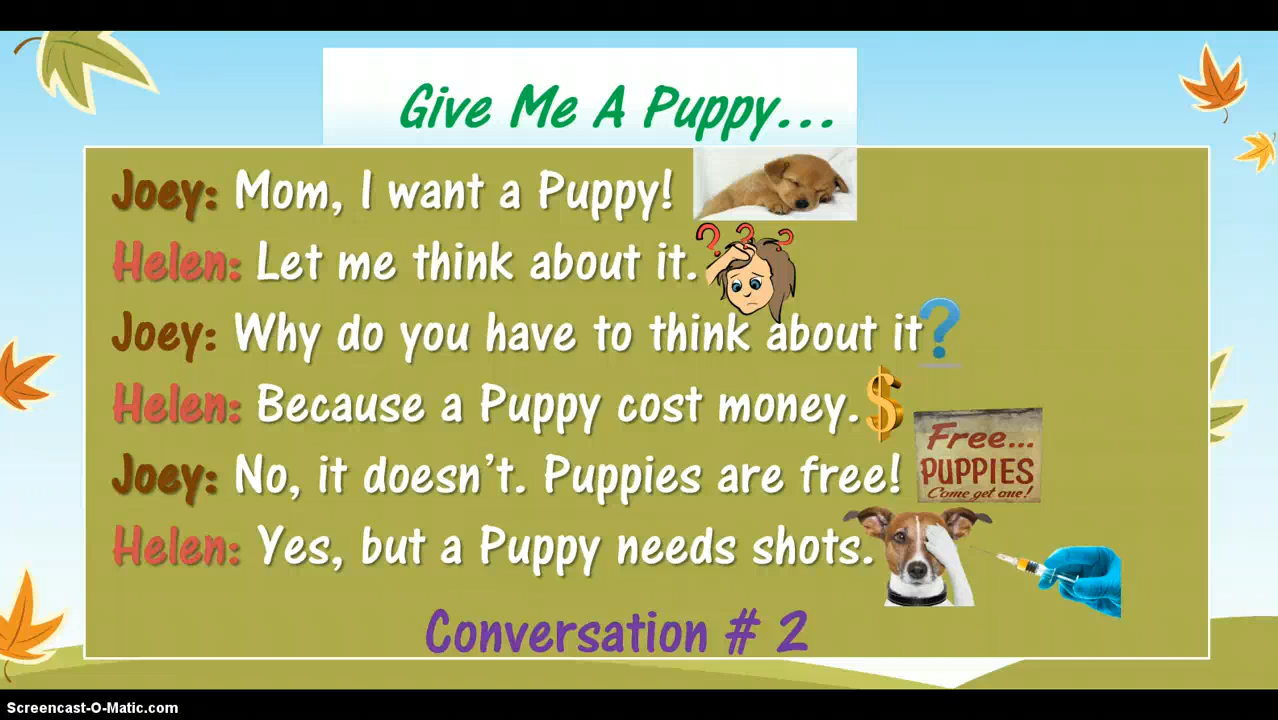 Give Me A Puppy...
Joey: Mom, I want a Puppy!
Helen: Let me think about it.
? ? ?
Joey: Why do you have to think about it?
Helen: Because a Puppy cost money. $
Free...
PUPPIES
Come get one!
Joey: No, it doesn't. Puppies are free!
Helen: Yes, but a Puppy needs shots.
Conversation # 2
Screencast-O-Matic.com